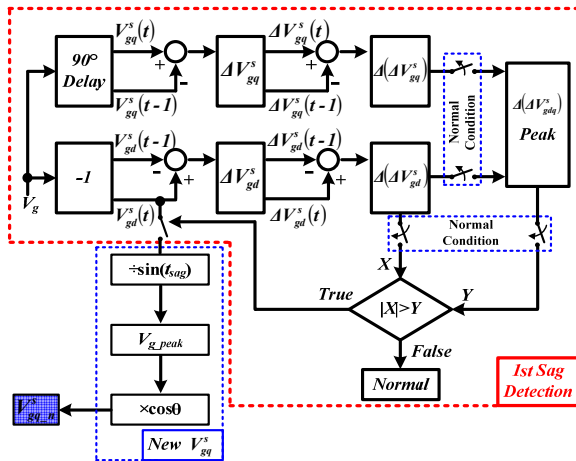 90°
Delay
V^s_gq(t)
+
-
V^s_gq(t-1)
ΔV^s_gq
ΔV^s_gq(t)
+
-
ΔV^s_gq(t-1)
Δ(ΔV^s_gq)
Normal
Condition
Δ(ΔV^s_gdq)
Peak
V_g
-1
V^s_gd(t-1)
-
+
V^s_gd(t)
ΔV^s_gd
ΔV^s_gd(t-1)
-
+
ΔV^s_gd(t)
Δ(ΔV^s_gd)
Normal
Condition
X
Y
True
|X|>Y
False
Normal
1st Sag
Detection
÷sin(t_sag)
V_g_peak
×cosθ
V^s_gq_n
New V^s_gq